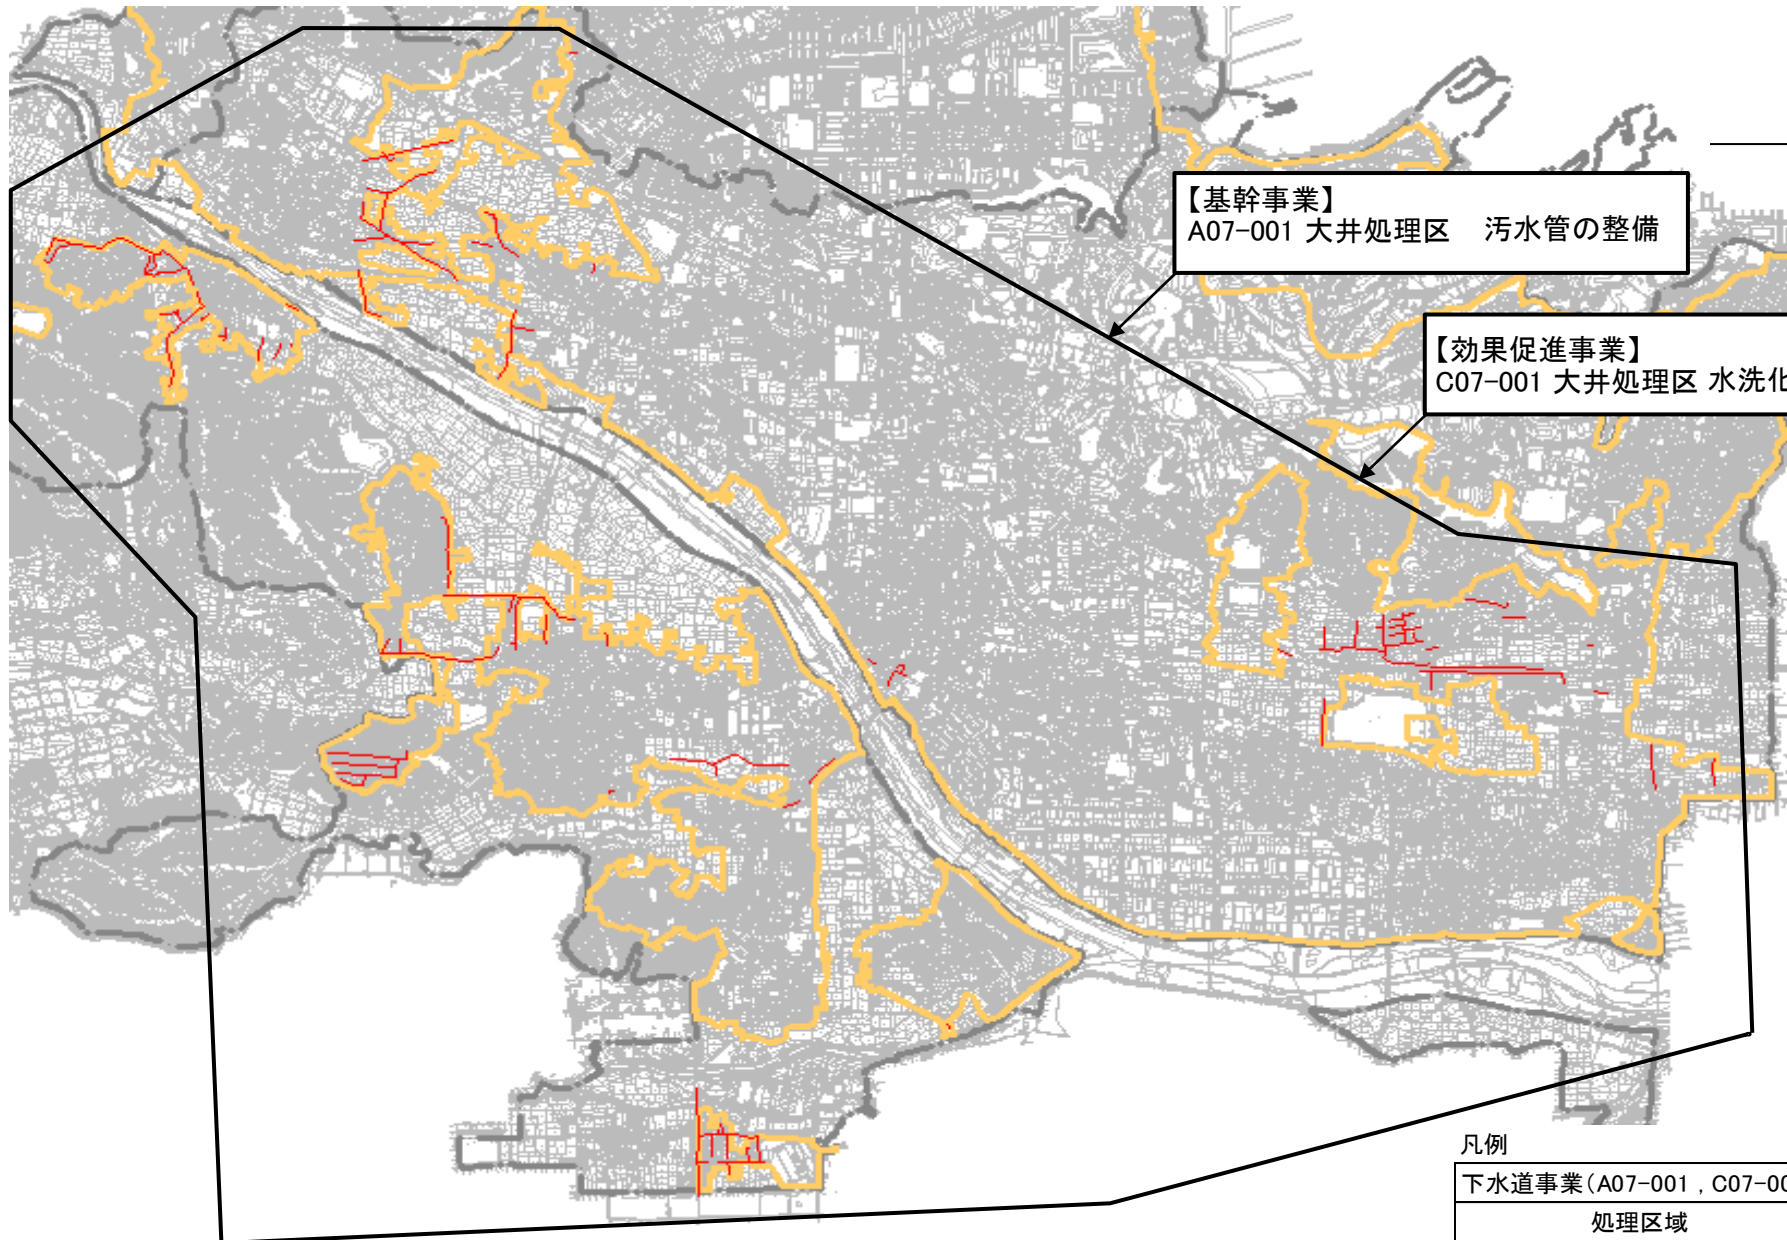 【基幹事業】
A07-001 大井処理区　汚水管の整備
【効果促進事業】
C07-001 大井処理区 水洗化
凡例
下水道事業(A07-001 , C07-00
処理区域